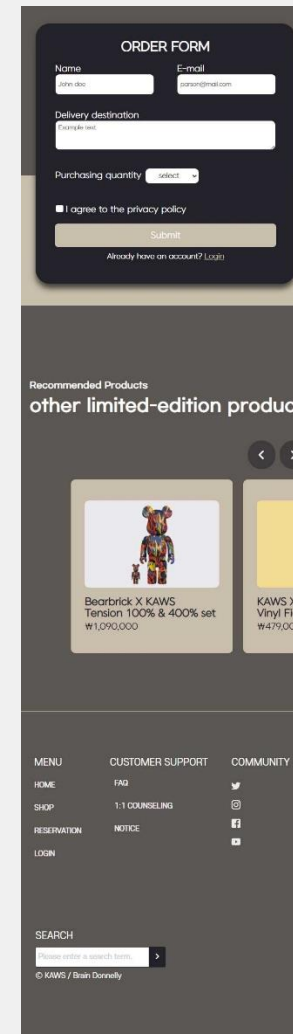 ORDER FORM
Name E-mail
John doe person@mail.com
Delivery destination
Example text
Purchasing quantity select
I agree to the privacy policy
Submit
Already have an account? Login
Recommended Products
other limited-edition produc
Bearbrick X KAWS
Tension 100% & 400% set
₩1,090,000
KAWS X
Vinyl Fi
₩479,00
MENU CUSTOMER SUPPORT COMMUNITY
HOME FAQ
SHOP 1:1 COUNSELING
RESERVATION NOTICE
LOGIN
SEARCH
Please enter a search term.
© KAWS / Brain Donnelly